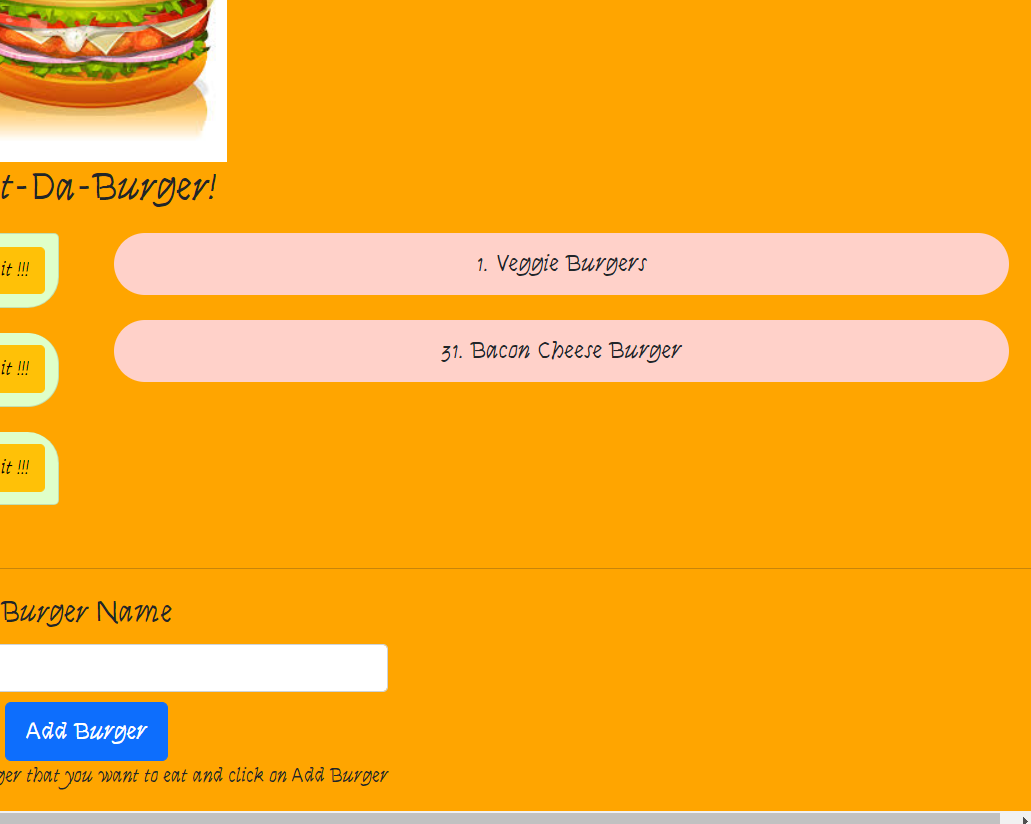 t-Da-Burger!
it !!!
1. Veggie Burgers
it !!!
31. Bacon Cheese Burger
it !!!
Burger Name
Add Burger
ger that you want to eat and click on Add Burger